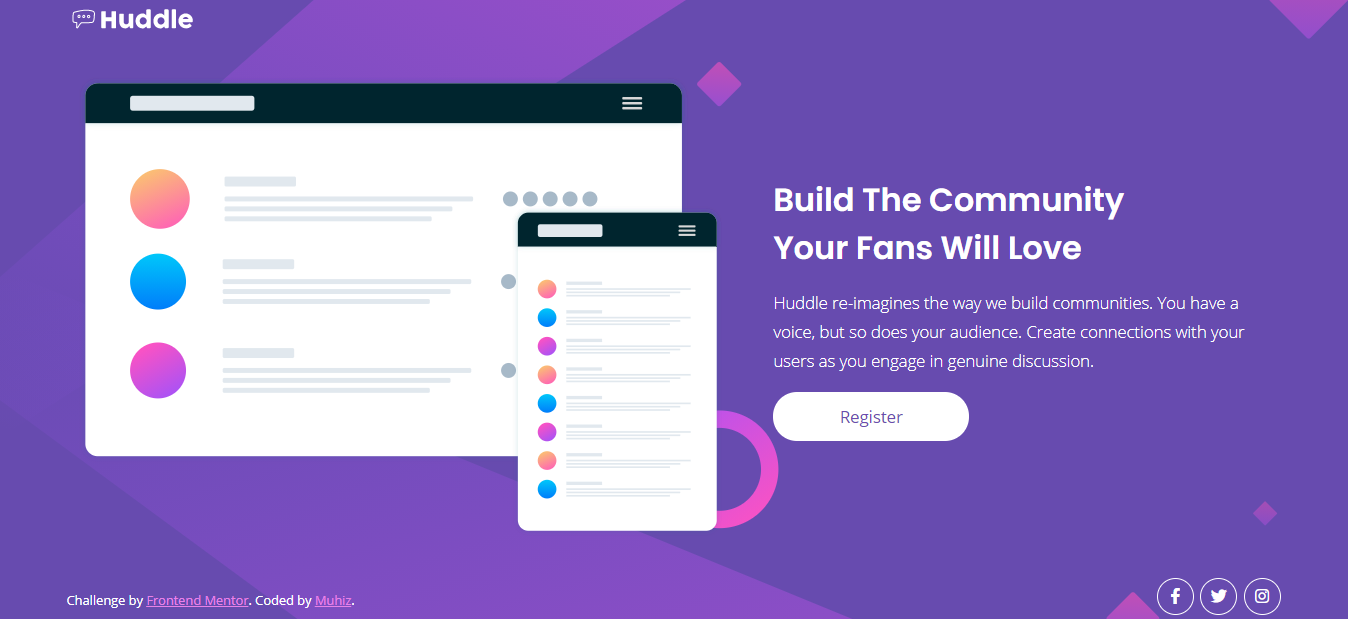 Huddle
Build The Community
Your Fans Will Love
Huddle re-imagines the way we build communities. You have a
voice, but so does your audience. Create connections with your
users as you engage in genuine discussion.
Register
Challenge by Frontend Mentor. Coded by Muhiz.